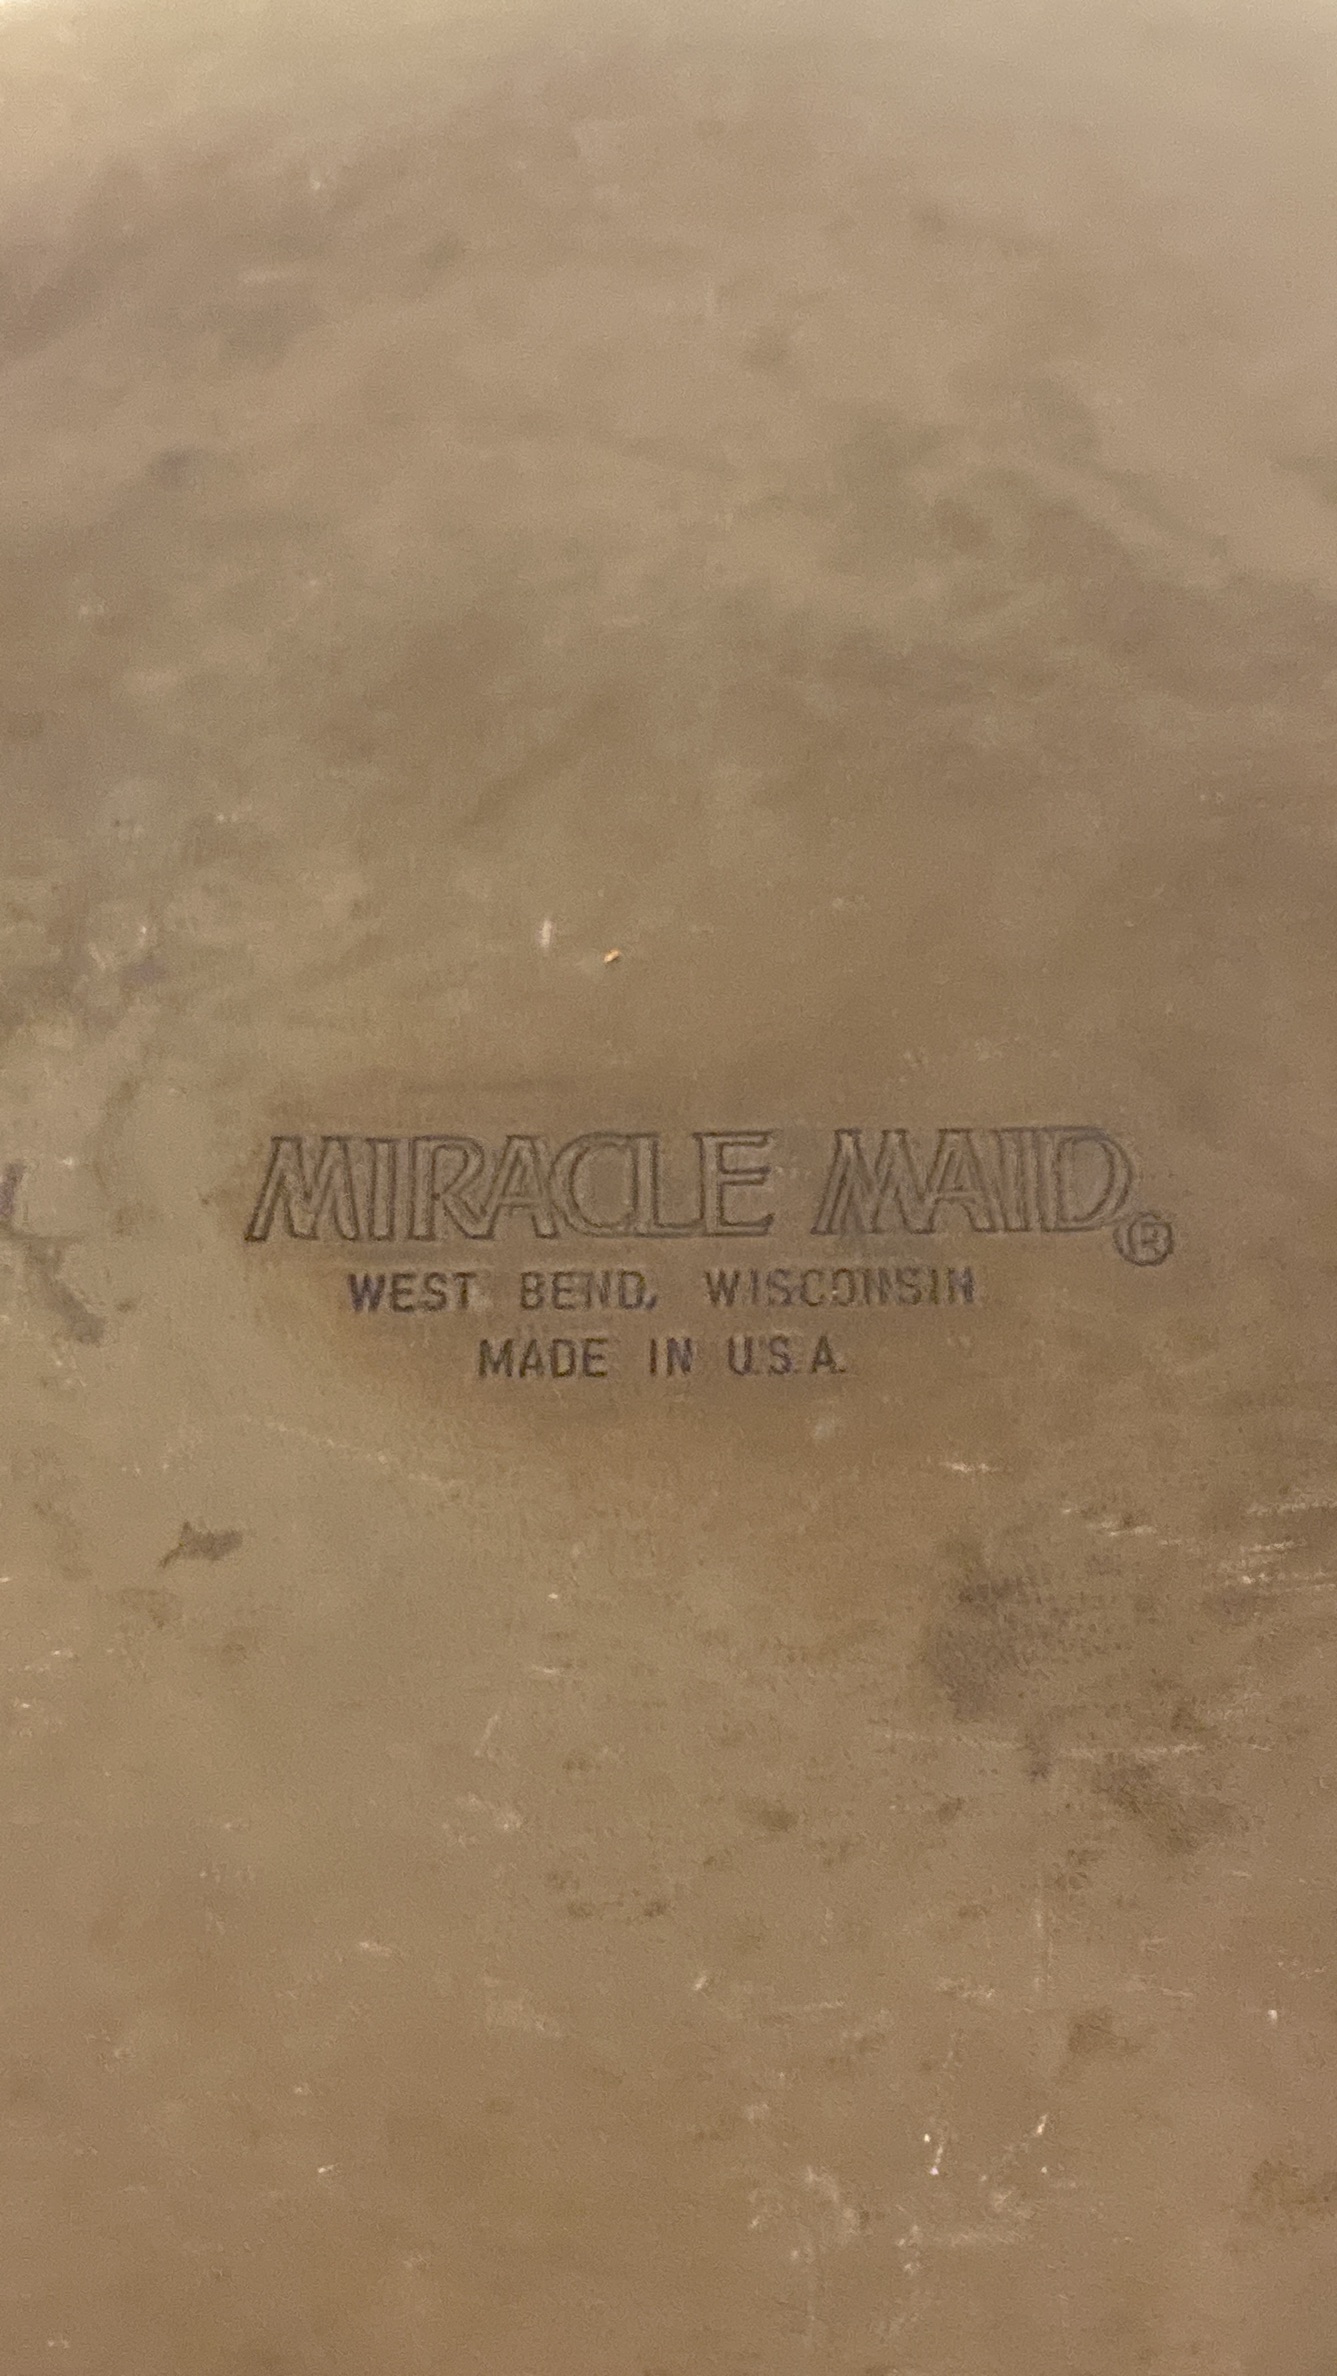 MIRACLE MAID®
WEST BEND, WISCONSIN
MADE IN U.S.A.